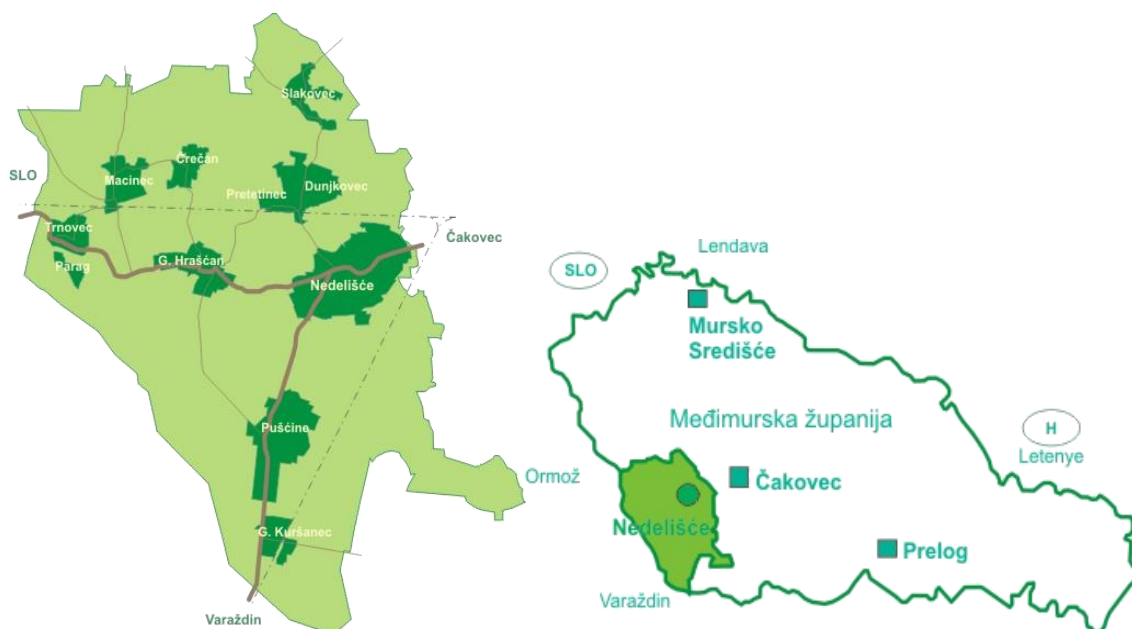 Slakovec
Črečan
Macinec
Pretetinec
Dunjkovec
SLO
Trnovec
Čakovec
G. Hrašćan
Parag
Nedelišće
Pušćine
G. Kuršanec
Varaždin
Lendava
SLO
Mursko
Središće
Međimurska županija
H
Letenye
Ormož
Čakovec
Nedelišće
Prelog
Varaždin